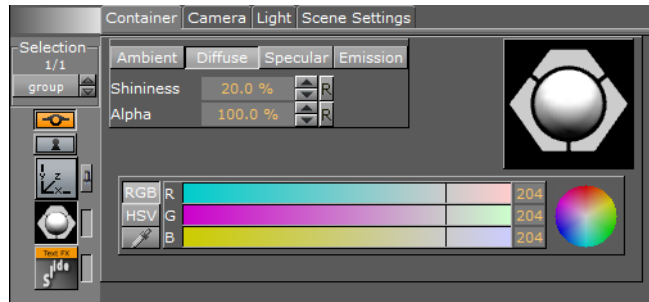 Container Camera Light Scene Settings
Selection
1/1
group
Ambient Diffuse Specular Emission
Shininess 20.0 % R
Alpha 100.0 % R
RGB R 204
HSV G 204
B 204
Text FX
Slide